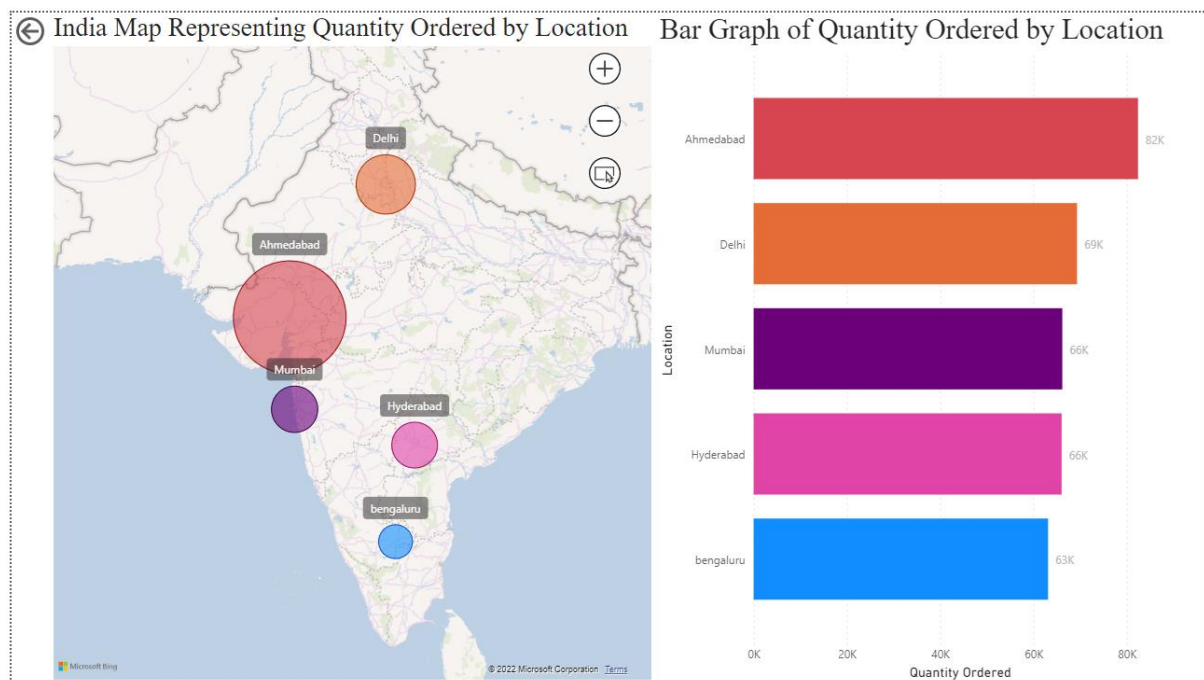 India Map Representing Quantity Ordered by Location
Delhi
Ahmedabad
Mumbai
Hyderabad
bengaluru
Microsoft Bing
© 2022 Microsoft Corporation Terms
Bar Graph of Quantity Ordered by Location
Location
Ahmedabad 82K
Delhi 69K
Mumbai 66K
Hyderabad 66K
bengaluru 63K
0K 20K 40K 60K 80K
Quantity Ordered